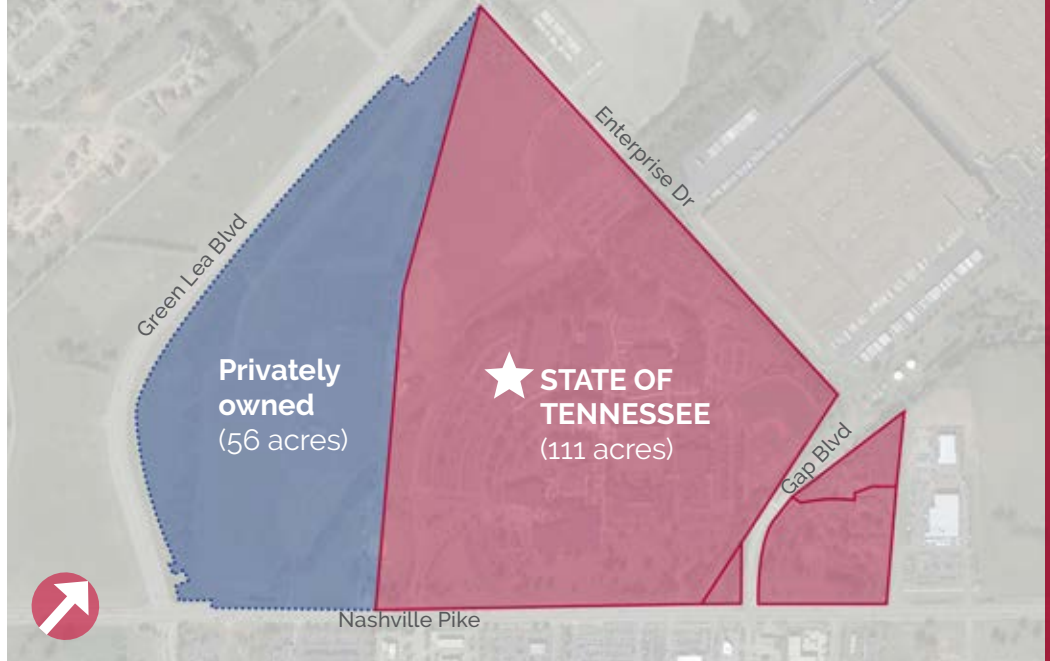 Enterprise Dr
Green Lea Blvd
Privately
owned
(56 acres)
STATE OF
TENNESSEE
(111 acres)
Gap Blvd
Nashville Pike